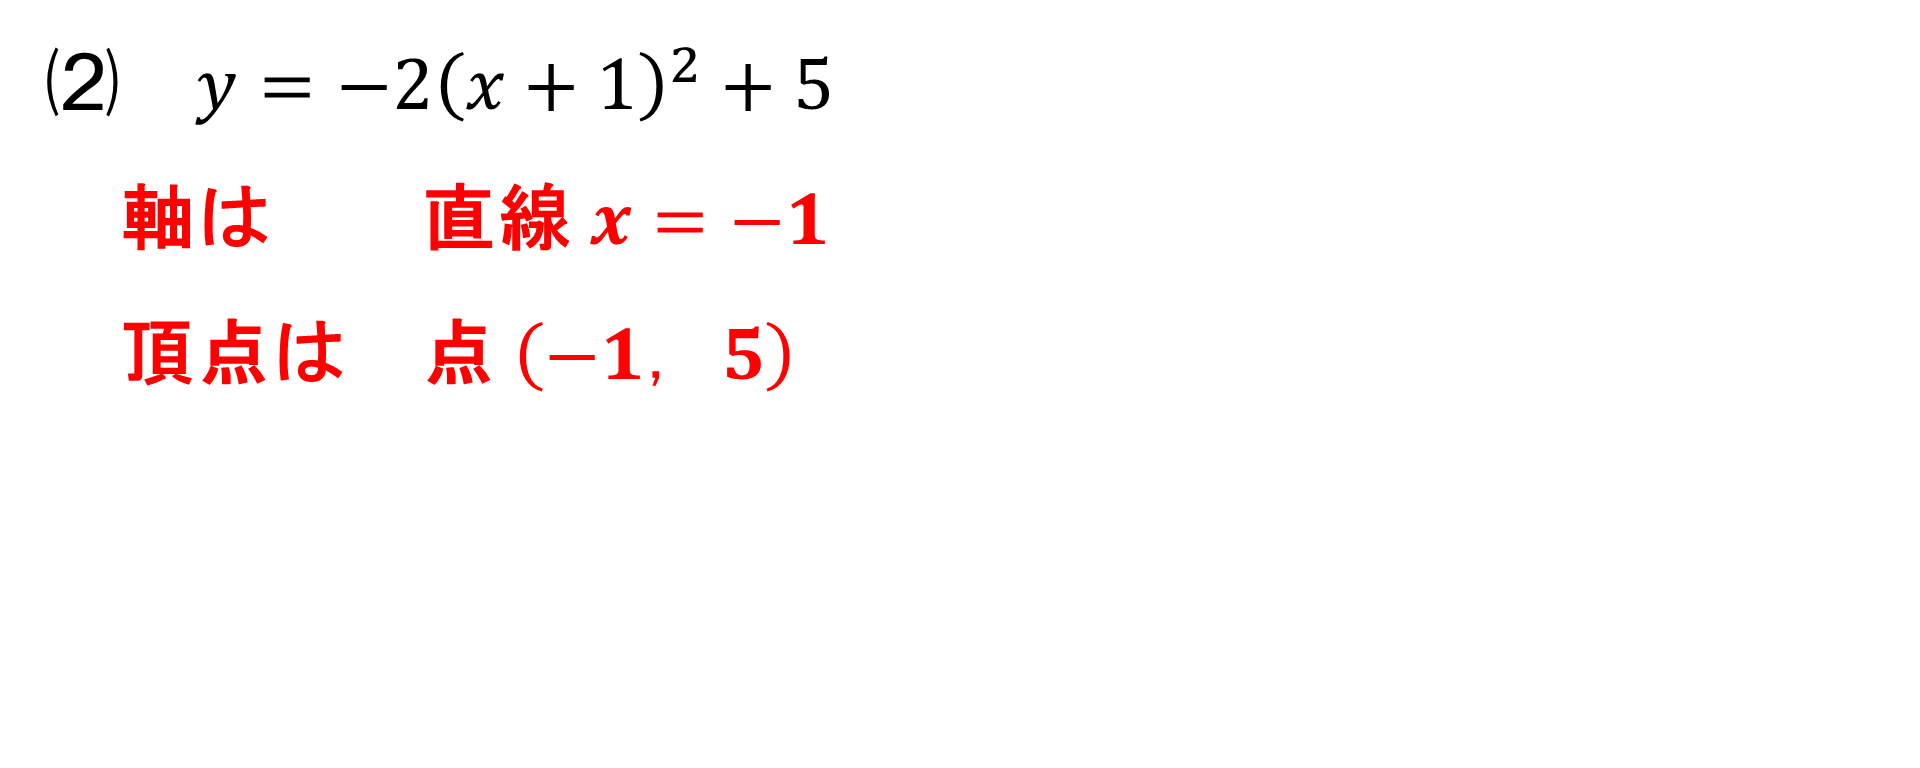 ⑵　y = −2(x + 1)² + 5
軸は　　直線 x = −1
頂点は　点 (−1,　5)